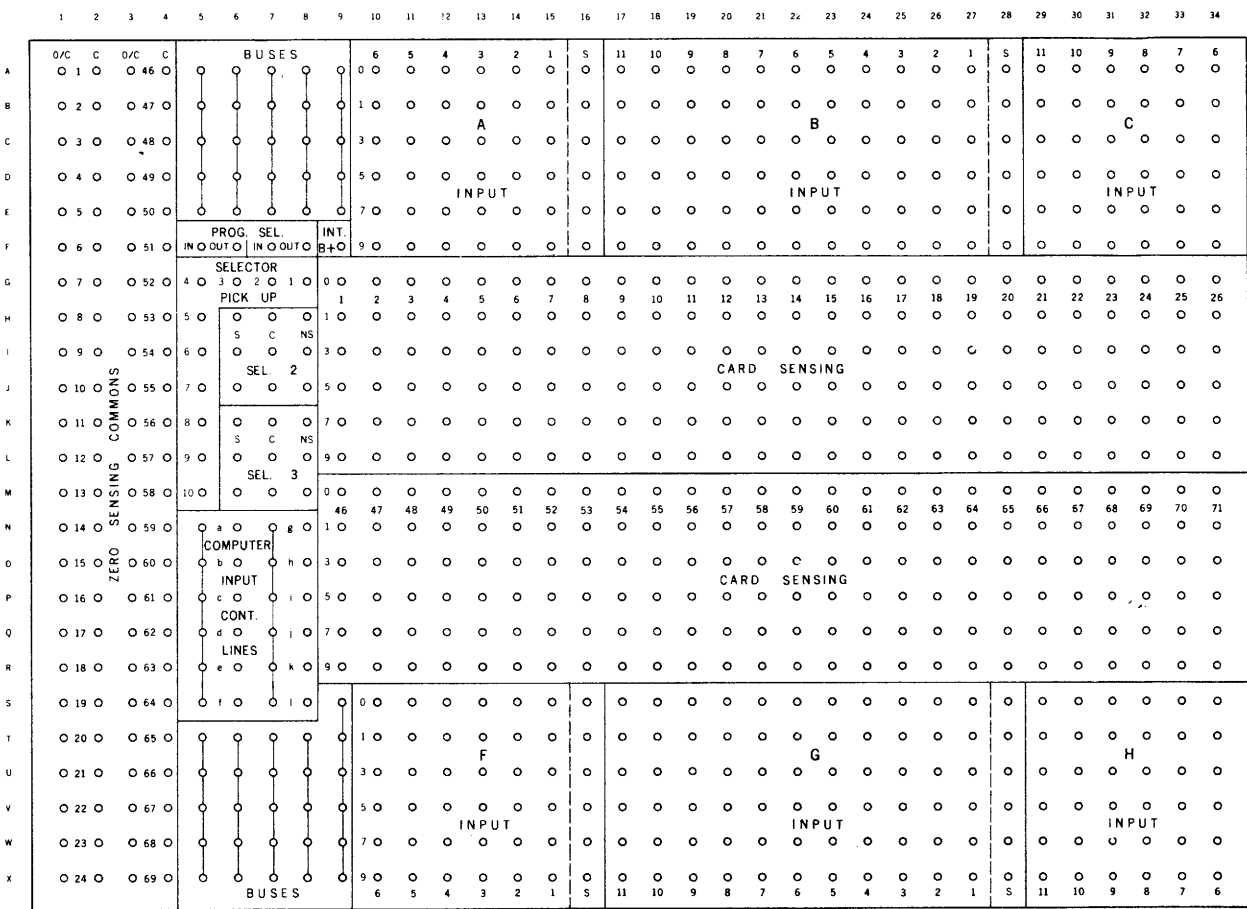 1 2 3 4 5 6 7 8 9 10 11 12 13 14 15 16 17 18 19 20 21 22 23 24 25 26 27 28 29 30 31 32 33 34
O/C C O/C C BUSES 6 5 4 3 2 1 S 11 10 9 8 7 6 5 4 3 2 1 S 11 10 9 8 7 6
A 1 46 0
B 2 47 1
A B C
C 3 48 3
D 4 49 5
INPUT INPUT INPUT
E 5 50 7
PROG. SEL. INT.
F 6 51 IN OUT IN OUT B+ 9
SELECTOR
G 7 52 4 3 2 1 0
PICK UP 1 2 3 4 5 6 7 8 9 10 11 12 13 14 15 16 17 18 19 20 21 22 23 24 25 26
H 8 53 5 1
S C NS
I 9 54 6 3
SEL. 2 CARD SENSING
J 10 55 7 5
K 11 56 8 7
S C NS
L 12 57 9 9
SEL. 3
M 13 58 10 0
46 47 48 49 50 51 52 53 54 55 56 57 58 59 60 61 62 63 64 65 66 67 68 69 70 71
N 14 59 a g 1
COMPUTER
O 15 60 b h 3
INPUT CARD SENSING
P 16 61 c i 5
CONT.
Q 17 62 d j 7
LINES
R 18 63 e k 9
S 19 64 f l 0
T 20 65 1
F G H
U 21 66 3
V 22 67 5
INPUT INPUT INPUT
W 23 68 7
X 24 69 9
BUSES 6 5 4 3 2 1 S 11 10 9 8 7 6 5 4 3 2 1 S 11 10 9 8 7 6
ZERO SENSING COMMONS